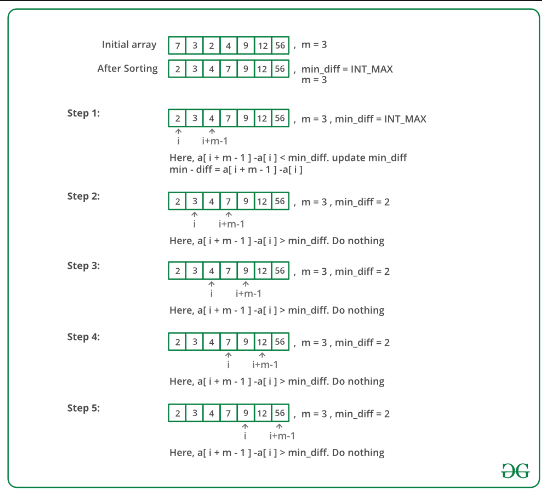 Initial array 7 3 2 4 9 12 56 , m = 3
After Sorting 2 3 4 7 9 12 56 , min_diff = INT_MAX
m = 3
Step 1: 2 3 4 7 9 12 56 , m = 3 , min_diff = INT_MAX
i i+m-1
Here, a[ i + m - 1 ] -a[ i ] < min_diff. update min_diff
min - diff = a[ i + m - 1 ] -a[ i ]
Step 2: 2 3 4 7 9 12 56 , m = 3 , min_diff = 2
i i+m-1
Here, a[ i + m - 1 ] -a[ i ] > min_diff. Do nothing
Step 3: 2 3 4 7 9 12 56 , m = 3 , min_diff = 2
i i+m-1
Here, a[ i + m - 1 ] -a[ i ] > min_diff. Do nothing
Step 4: 2 3 4 7 9 12 56 , m = 3 , min_diff = 2
i i+m-1
Here, a[ i + m - 1 ] -a[ i ] > min_diff. Do nothing
Step 5: 2 3 4 7 9 12 56 , m = 3 , min_diff = 2
i i+m-1
Here, a[ i + m - 1 ] -a[ i ] > min_diff. Do nothing